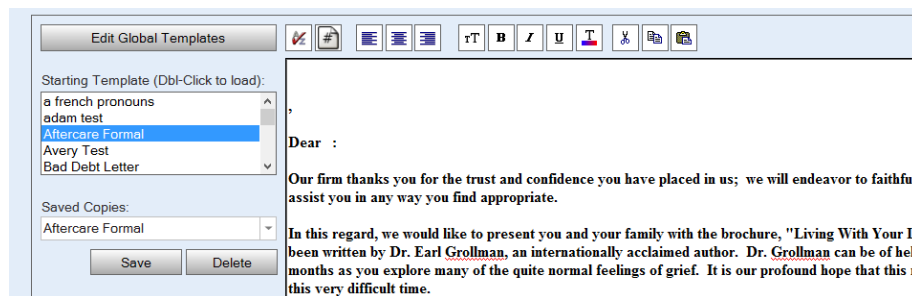 Edit Global Templates
# rT B I U T
Starting Template (Dbl-Click to load):
a french pronouns
adam test
Aftercare Formal
Avery Test
Bad Debt Letter
Saved Copies:
Aftercare Formal
Save Delete
,
Dear :
Our firm thanks you for the trust and confidence you have placed in us; we will endeavor to faithfu
assist you in any way you find appropriate.
In this regard, we would like to present you and your family with the brochure, "Living With Your
been written by Dr. Earl Grollman, an internationally acclaimed author. Dr. Grollman can be of hel
months as you explore many of the quite normal feelings of grief. It is our profound hope that this
this very difficult time.